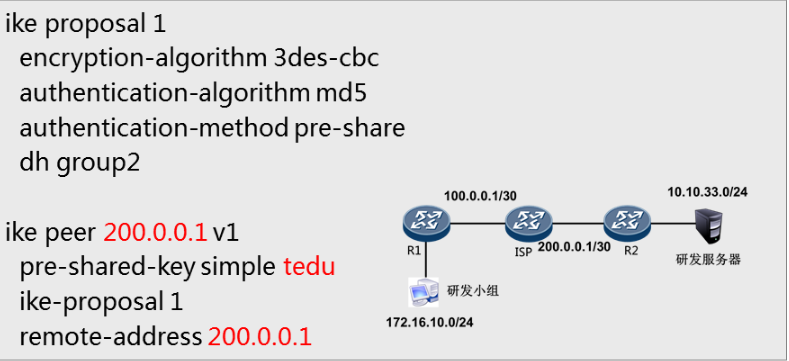 ike proposal 1
encryption-algorithm 3des-cbc
authentication-algorithm md5
authentication-method pre-share
dh group2
ike peer 200.0.0.1 v1
pre-shared-key simple tedu
ike-proposal 1
remote-address 200.0.0.1
100.0.0.1/30
10.10.33.0/24
R1
ISP
200.0.0.1/30
R2
研发服务器
研发小组
172.16.10.0/24